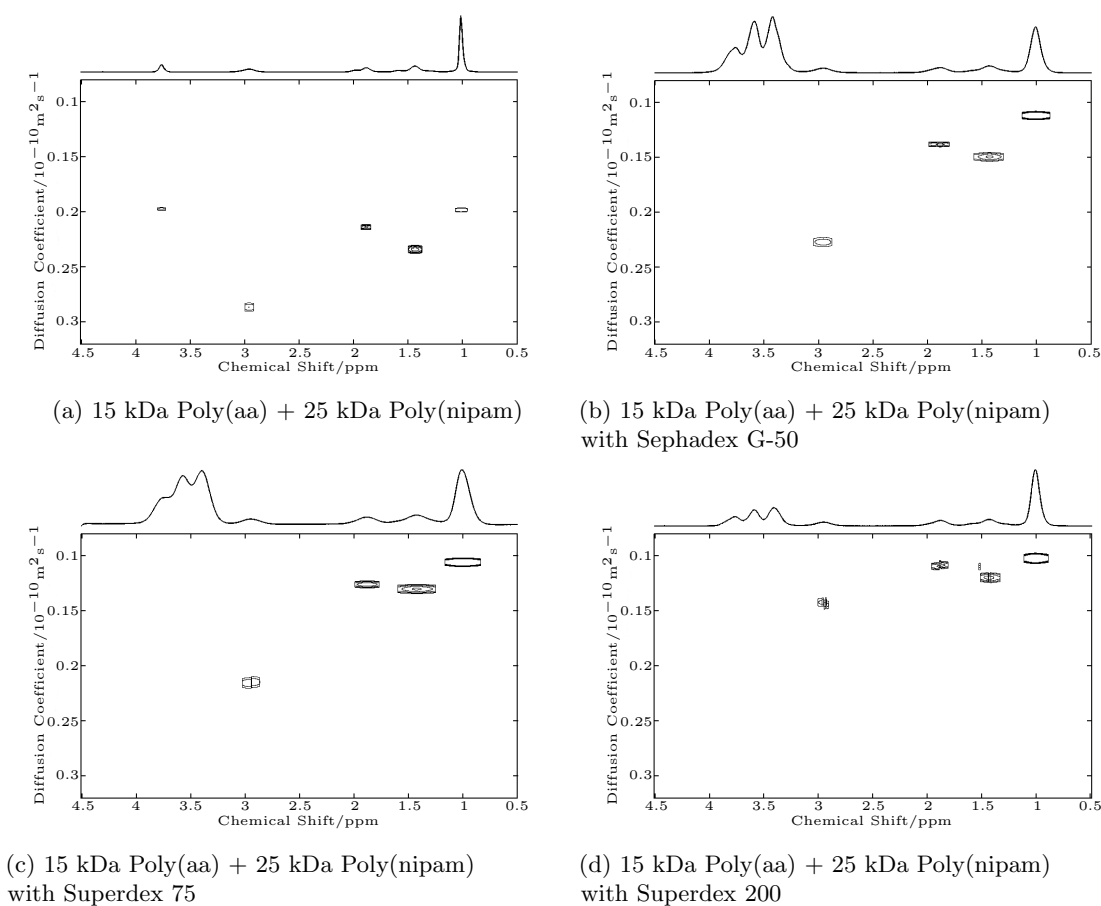 0.1
0.15
0.2
0.25
0.3
Diffusion Coefficient/10−10m2s−1
4.5 4 3.5 3 2.5 2 1.5 1 0.5
Chemical Shift/ppm
(a) 15 kDa Poly(aa) + 25 kDa Poly(nipam)
0.1
0.15
0.2
0.25
0.3
Diffusion Coefficient/10−10m2s−1
4.5 4 3.5 3 2.5 2 1.5 1 0.5
Chemical Shift/ppm
(b) 15 kDa Poly(aa) + 25 kDa Poly(nipam)
with Sephadex G-50
0.1
0.15
0.2
0.25
0.3
Diffusion Coefficient/10−10m2s−1
4.5 4 3.5 3 2.5 2 1.5 1 0.5
Chemical Shift/ppm
(c) 15 kDa Poly(aa) + 25 kDa Poly(nipam)
with Superdex 75
0.1
0.15
0.2
0.25
0.3
Diffusion Coefficient/10−10m2s−1
4.5 4 3.5 3 2.5 2 1.5 1 0.5
Chemical Shift/ppm
(d) 15 kDa Poly(aa) + 25 kDa Poly(nipam)
with Superdex 200